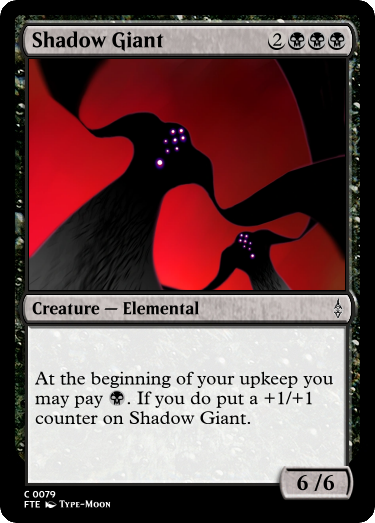 Shadow Giant 2
Creature — Elemental
At the beginning of your upkeep you
may pay . If you do put a +1/+1
counter on Shadow Giant.
6 /6
C 0079
FTE Type-Moon